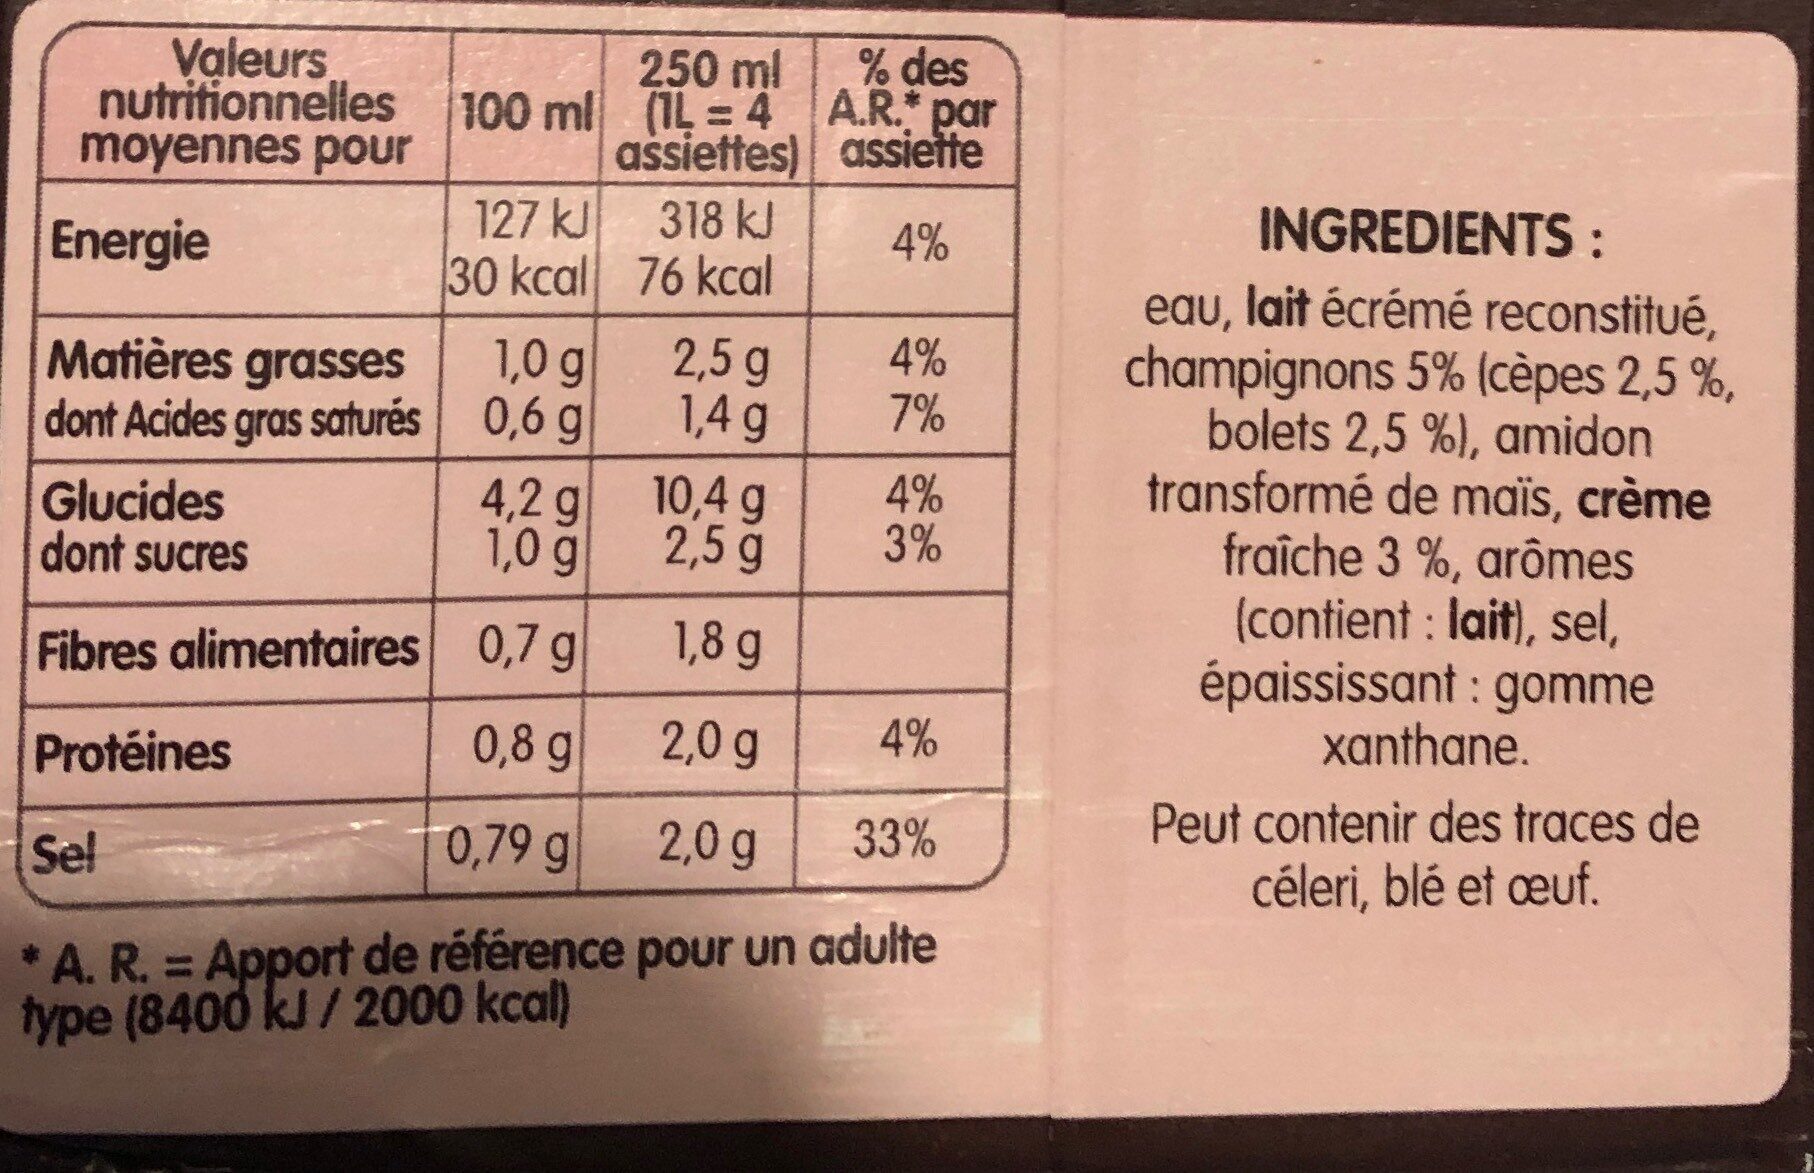 Valeurs nutritionnelles moyennes pour | 100 ml | 250 ml (1L = 4 assiettes) | % des A.R.* par assiette
Energie | 127 kJ 30 kcal | 318 kJ 76 kcal | 4%
Matières grasses | 1,0 g | 2,5 g | 4%
dont Acides gras saturés | 0,6 g | 1,4 g | 7%
Glucides | 4,2 g | 10,4 g | 4%
dont sucres | 1,0 g | 2,5 g | 3%
Fibres alimentaires | 0,7 g | 1,8 g
Protéines | 0,8 g | 2,0 g | 4%
Sel | 0,79 g | 2,0 g | 33%
* A. R. = Apport de référence pour un adulte
type (8400 kJ / 2000 kcal)
INGREDIENTS :
eau, lait écrémé reconstitué,
champignons 5% (cèpes 2,5 %,
bolets 2,5 %), amidon
transformé de maïs, crème
fraîche 3 %, arômes
(contient : lait), sel,
épaississant : gomme
xanthane.
Peut contenir des traces de
céleri, blé et œuf.